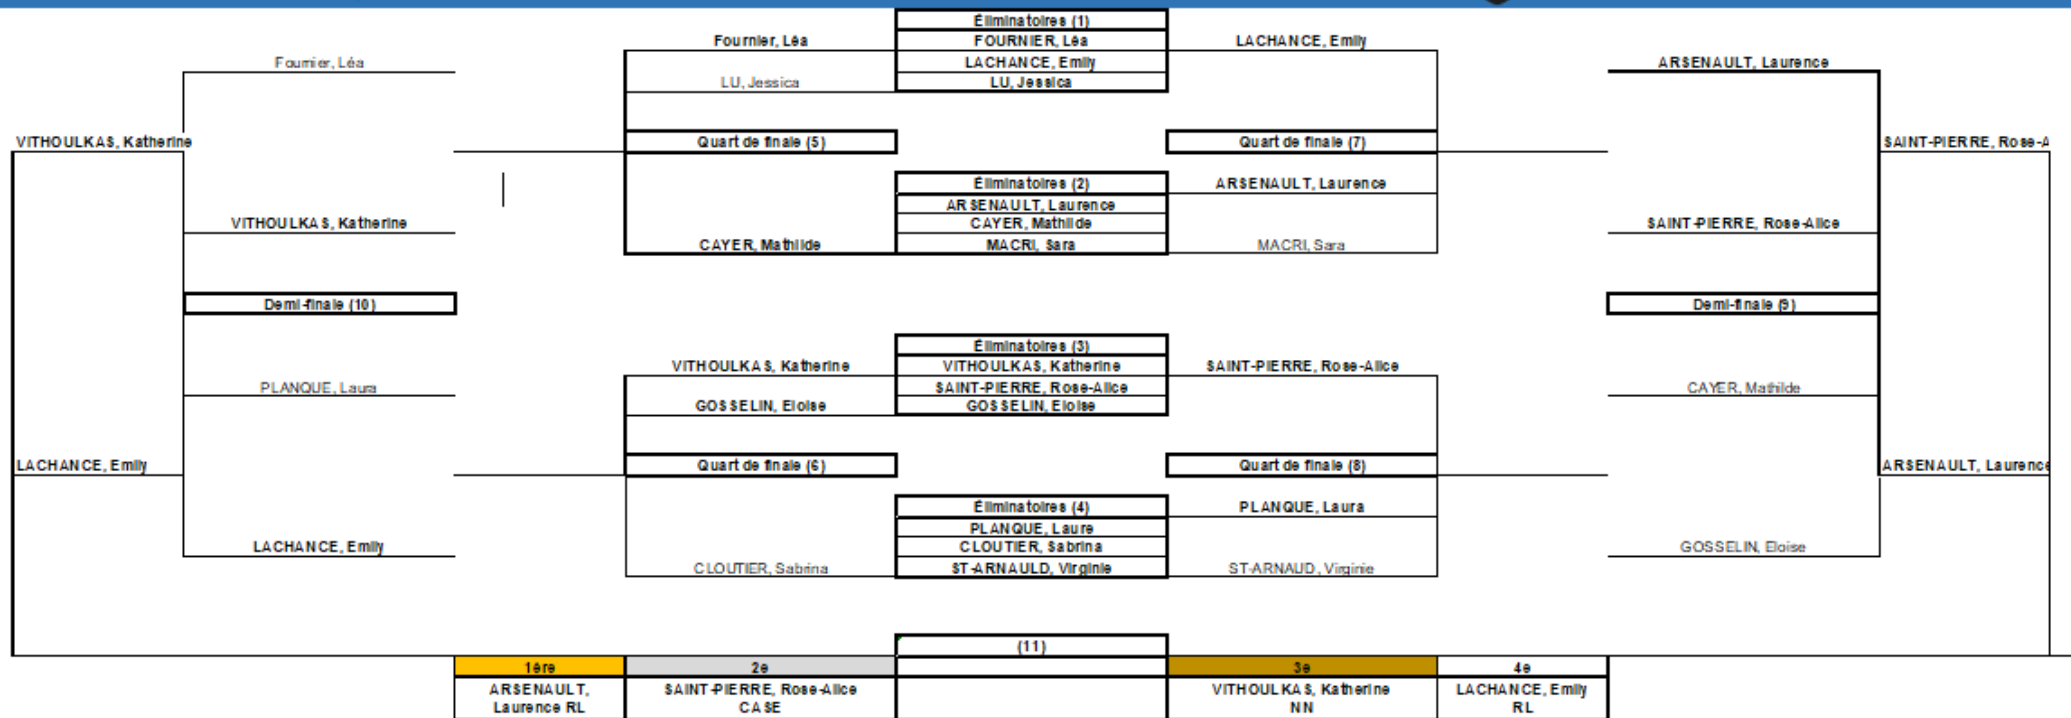 Éliminatoires (1)
Fournier, Léa
FOURNIER, Léa
LACHANCE, Emily
Fournier, Léa
LACHANCE, Emily
ARSENAULT, Laurence
LU, Jessica
LU, Jessica
VITHOULKAS, Katherine
Quart de finale (5)
Quart de finale (7)
SAINT-PIERRE, Rose-A
Éliminatoires (2)
ARSENAULT, Laurence
ARSENAULT, Laurence
VITHOULKAS, Katherine
CAYER, Mathilde
SAINT-PIERRE, Rose-Alice
CAYER, Mathilde
MACRI, Sara
MACRI, Sara
Demi-finale (10)
Demi-finale (9)
Éliminatoires (3)
VITHOULKAS, Katherine
VITHOULKAS, Katherine
SAINT-PIERRE, Rose-Alice
PLANQUE, Laura
SAINT-PIERRE, Rose-Alice
CAYER, Mathilde
GOSSELIN, Eloise
GOSSELIN, Eloise
LACHANCE, Emily
Quart de finale (6)
Quart de finale (8)
ARSENAULT, Laurence
Éliminatoires (4)
PLANQUE, Laura
PLANQUE, Laure
LACHANCE, Emily
CLOUTIER, Sabrina
GOSSELIN, Eloise
CLOUTIER, Sabrina
ST-ARNAULD, Virginie
ST-ARNAUD, Virginie
(11)
1ère
2e
3e
4e
ARSENAULT,
Laurence RL
SAINT-PIERRE, Rose-Alice
CASE
VITHOULKAS, Katherine
NN
LACHANCE, Emily
RL